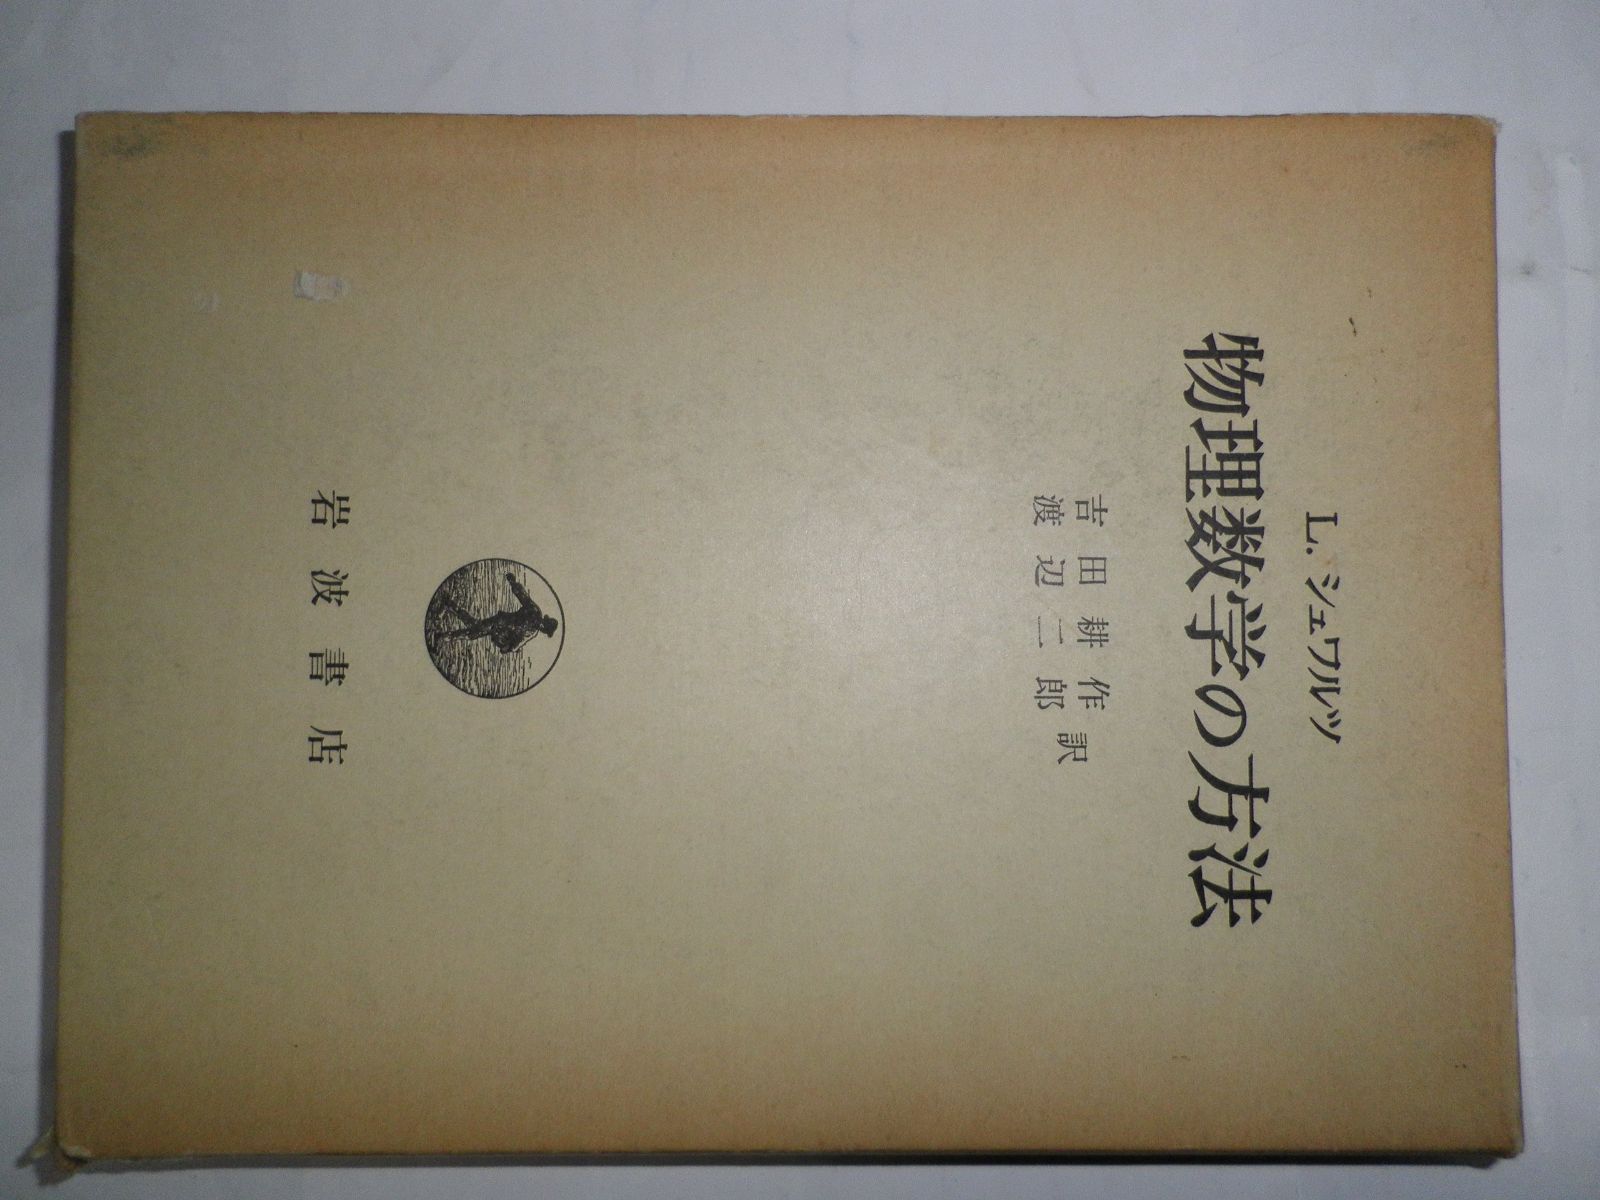 L. シュワルツ
物理数学の方法
吉田耕作
渡辺二郎
訳
岩波書店